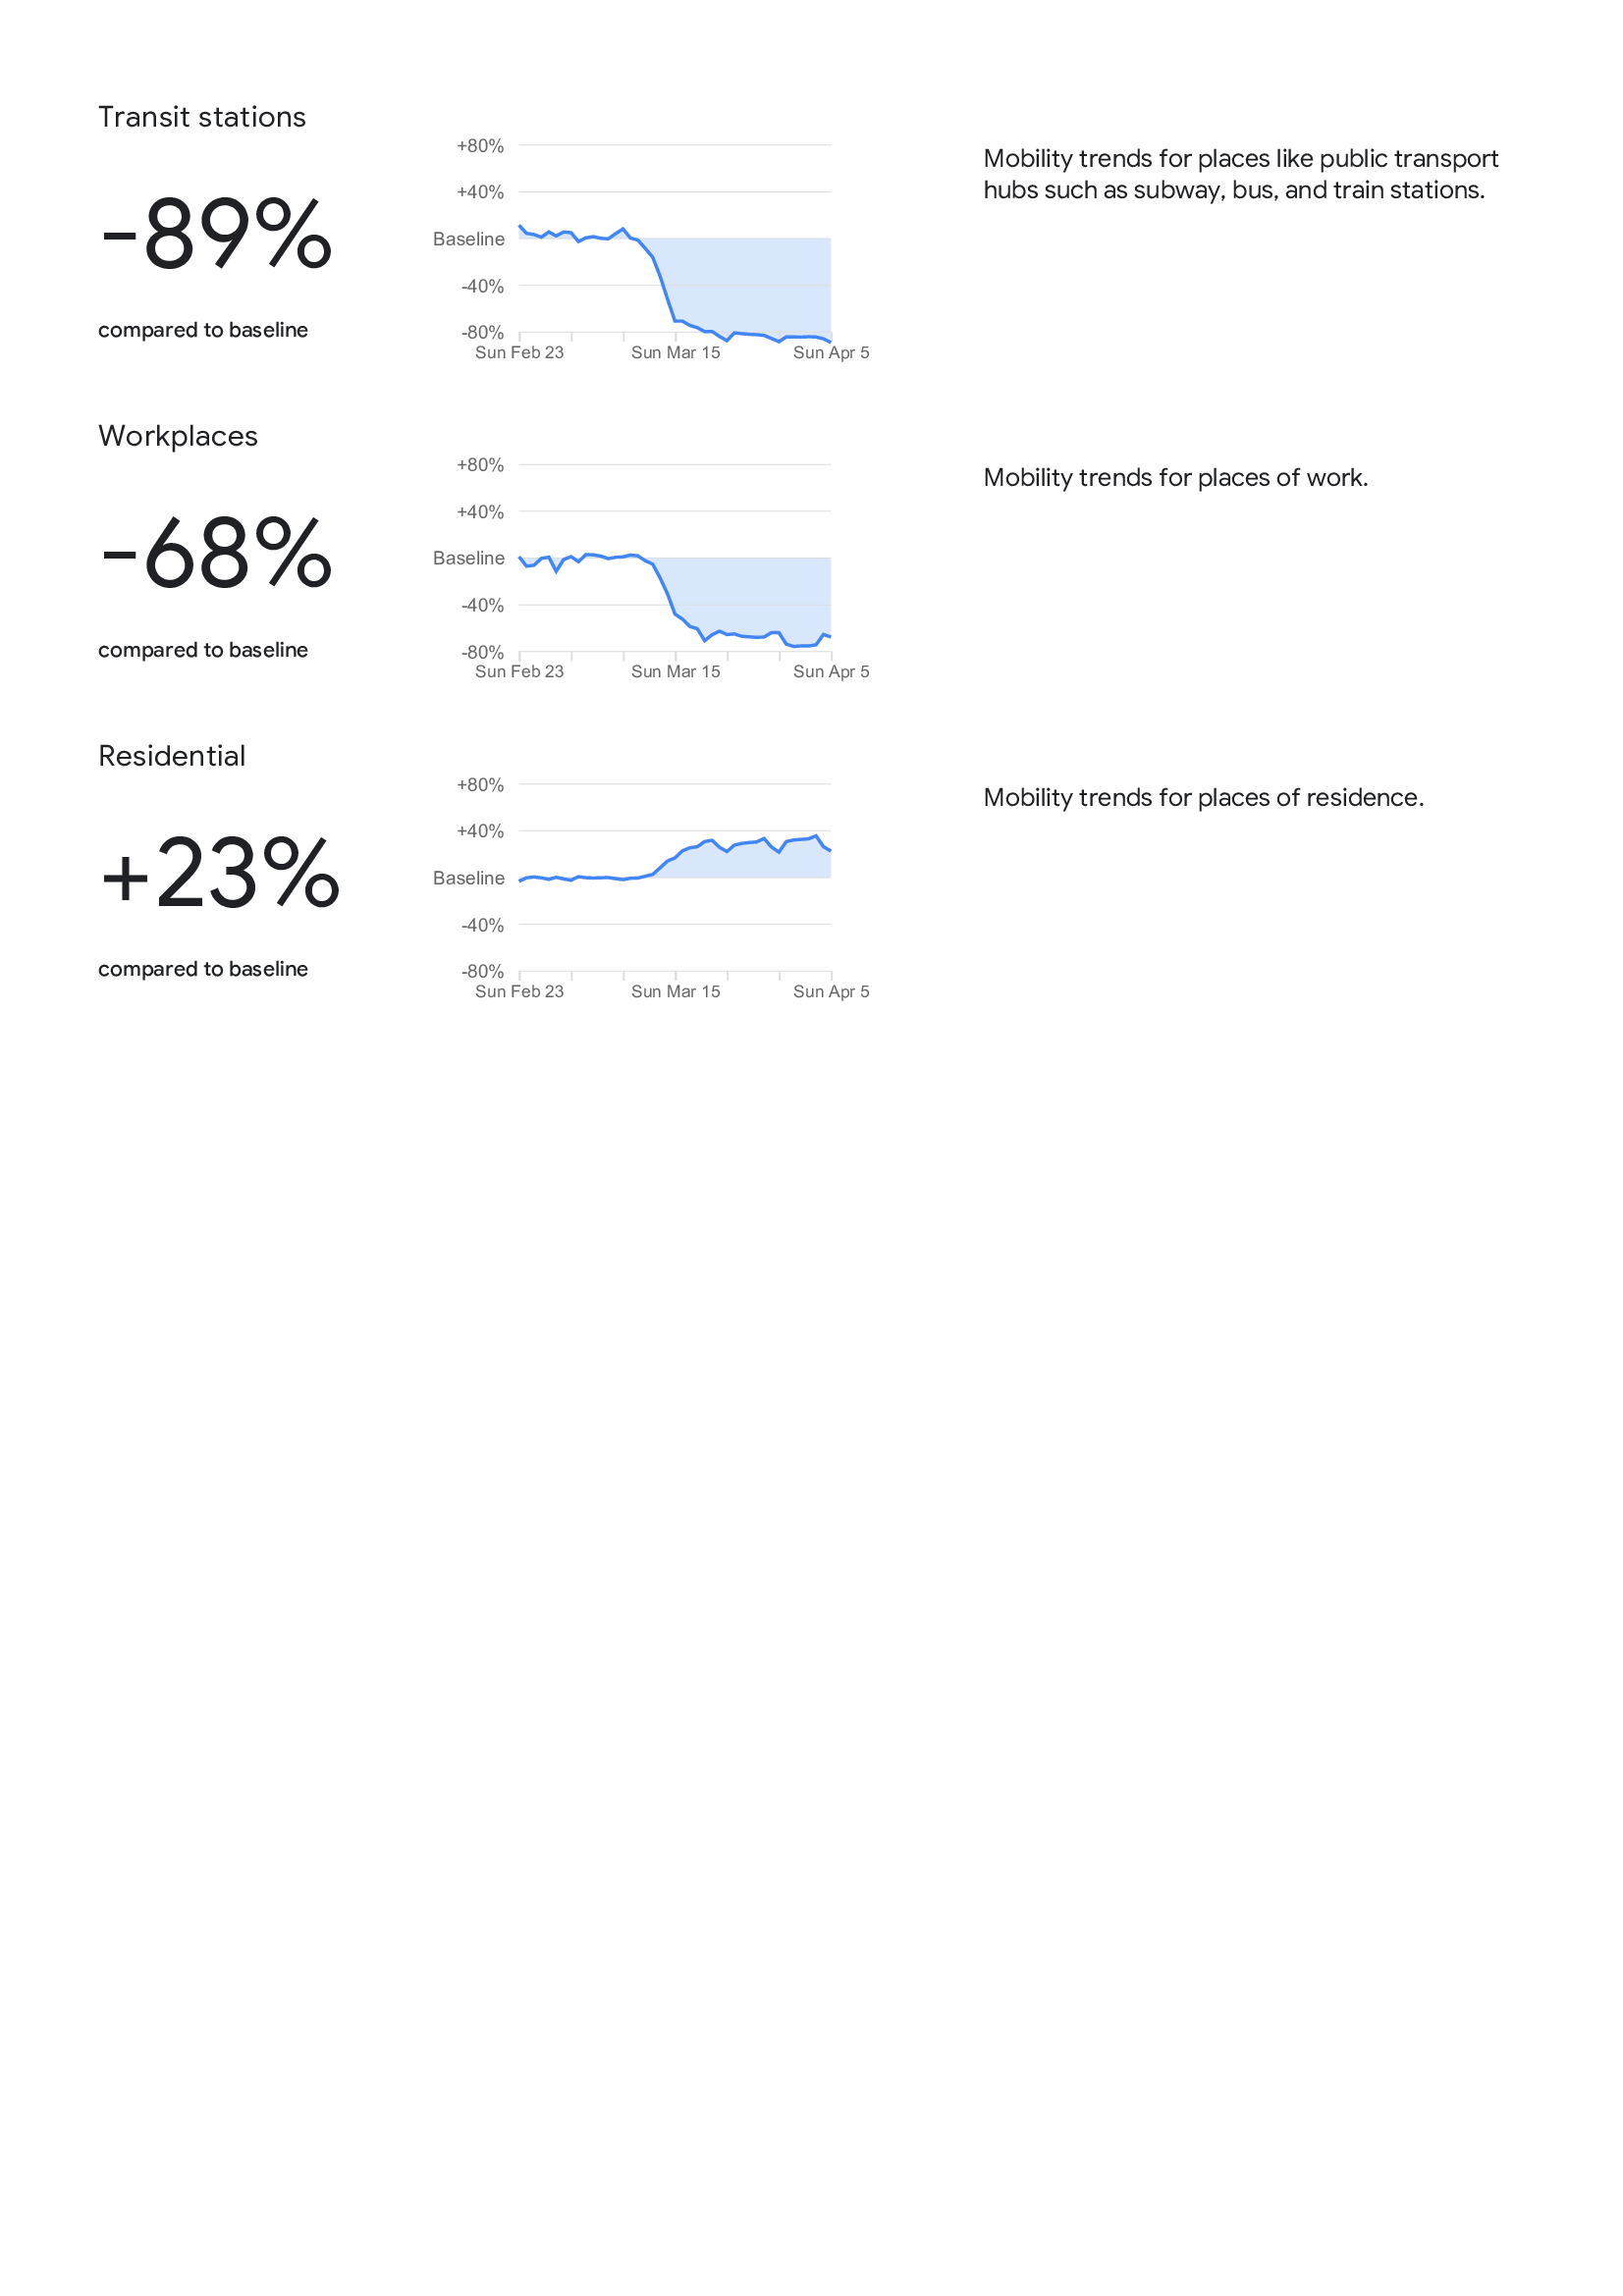 Transit stations
-89%
compared to baseline
+80%
+40%
Baseline
-40%
-80%
Sun Feb 23 Sun Mar 15 Sun Apr 5
Mobility trends for places like public transport
hubs such as subway, bus, and train stations.
Workplaces
-68%
compared to baseline
+80%
+40%
Baseline
-40%
-80%
Sun Feb 23 Sun Mar 15 Sun Apr 5
Mobility trends for places of work.
Residential
+23%
compared to baseline
+80%
+40%
Baseline
-40%
-80%
Sun Feb 23 Sun Mar 15 Sun Apr 5
Mobility trends for places of residence.